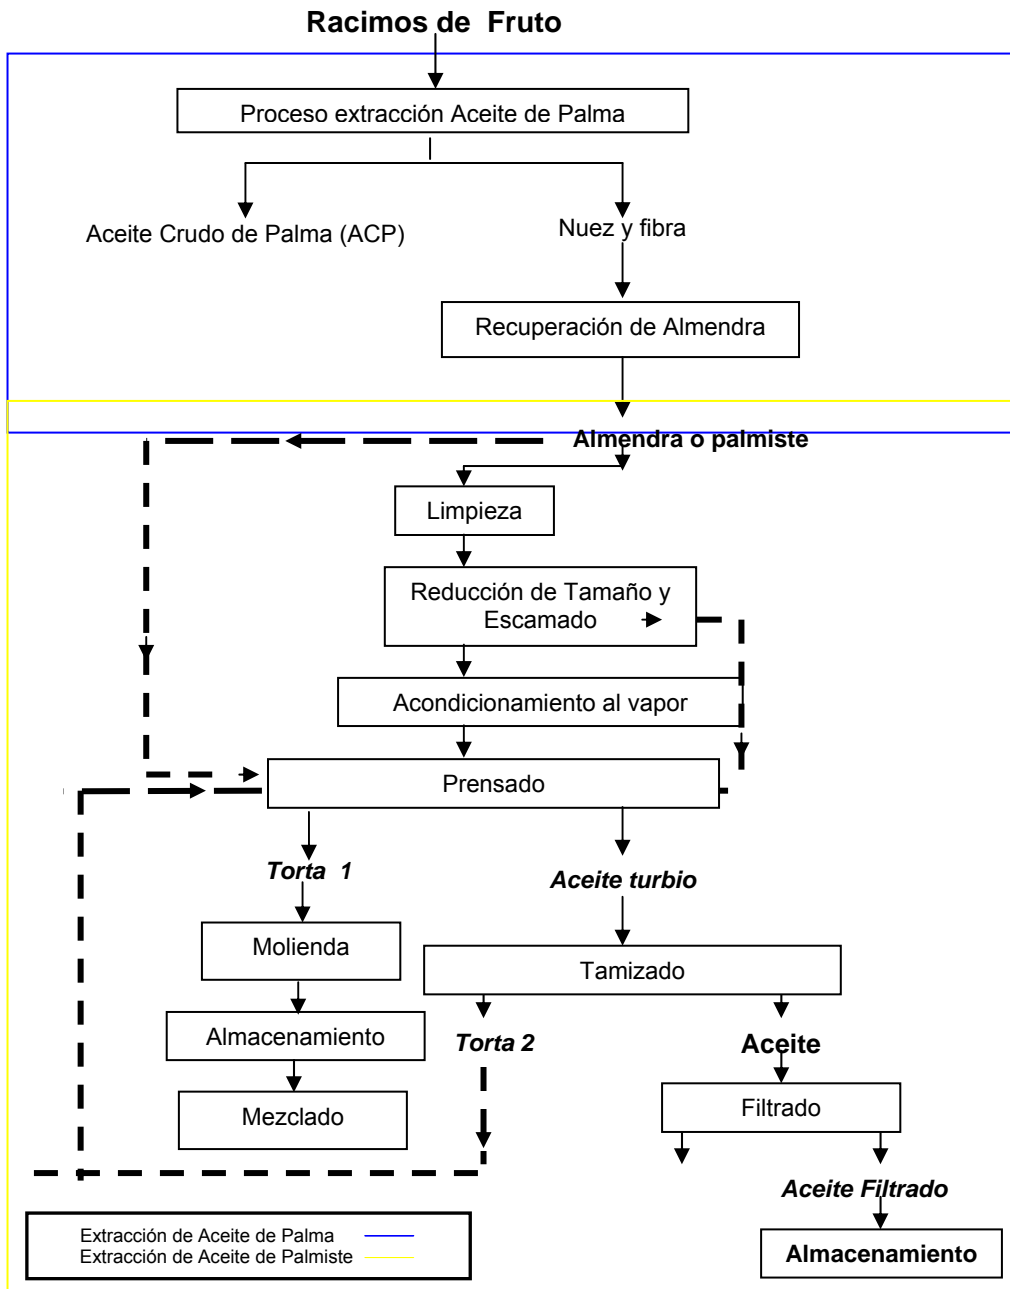 Racimos de Fruto
Proceso extracción Aceite de Palma
Aceite Crudo de Palma (ACP)
Nuez y fibra
Recuperación de Almendra
Almendra o palmiste
Limpieza
Reducción de Tamaño y
Escamado
Acondicionamiento al vapor
Prensado
Torta 1
Aceite turbio
Molienda
Tamizado
Almacenamiento
Torta 2
Aceite
Mezclado
Filtrado
Aceite Filtrado
Almacenamiento
Extracción de Aceite de Palma
Extracción de Aceite de Palmiste